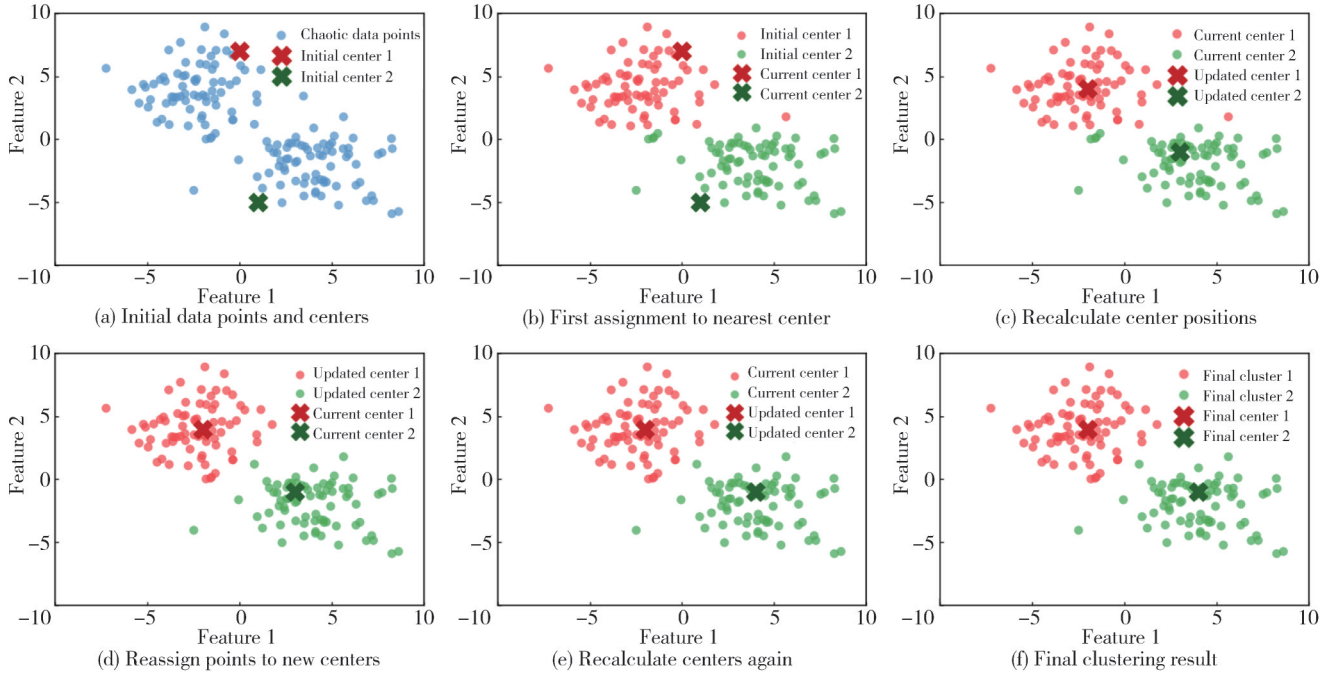 10
5
0
−5
−10
Feature 2
Chaotic data points
Initial center 1
Initial center 2
−5
0
5
10
Feature 1
(a) Initial data points and centers
10
5
0
−5
−10
Feature 2
Initial center 1
Initial center 2
Current center 1
Current center 2
−5
0
5
10
Feature 1
(b) First assignment to nearest center
10
5
0
−5
−10
Feature 2
Current center 1
Current center 2
Updated center 1
Updated center 2
−5
0
5
10
Feature 1
(c) Recalculate center positions
10
5
0
−5
−10
Feature 2
Updated center 1
Updated center 2
Current center 1
Current center 2
−5
0
5
10
Feature 1
(d) Reassign points to new centers
10
5
0
−5
−10
Feature 2
Current center 1
Current center 2
Updated center 1
Updated center 2
−5
0
5
10
Feature 1
(e) Recalculate centers again
10
5
0
−5
−10
Feature 2
Final cluster 1
Final cluster 2
Final center 1
Final center 2
−5
0
5
10
Feature 1
(f) Final clustering result